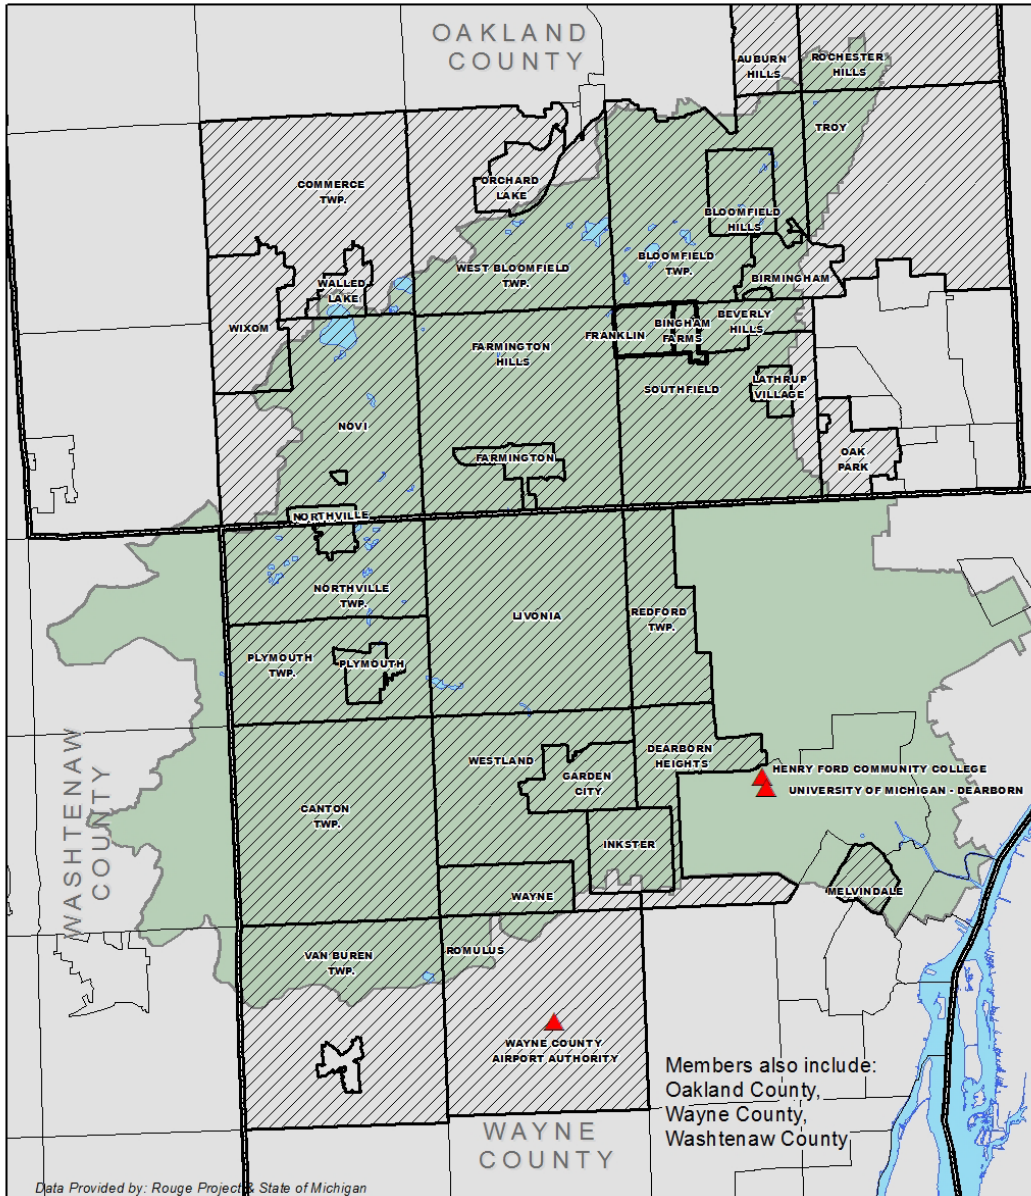 OAKLAND
COUNTY
AUBURN
HILLS
ROCHESTER
HILLS
TROY
COMMERCE
TWP.
ORCHARD
LAKE
BLOOMFIELD
HILLS
WEST BLOOMFIELD
TWP.
BLOOMFIELD
TWP.
BIRMINGHAM
WALLED
LAKE
WIXOM
FRANKLIN
BINGHAM
FARMS
BEVERLY
HILLS
FARMINGTON
HILLS
SOUTHFIELD
LATHRUP
VILLAGE
NOVI
FARMINGTON
OAK
PARK
NORTHVILLE
NORTHVILLE
TWP.
LIVONIA
REDFORD
TWP.
PLYMOUTH
TWP.
PLYMOUTH
WASHTENAW
COUNTY
WESTLAND
DEARBORN
HEIGHTS
GARDEN
CITY
HENRY FORD COMMUNITY COLLEGE
UNIVERSITY OF MICHIGAN - DEARBORN
CANTON
TWP.
INKSTER
WAYNE
MELVINDALE
VAN BUREN
TWP.
ROMULUS
WAYNE COUNTY
AIRPORT AUTHORITY
Members also include:
Oakland County,
Wayne County,
Washtenaw County
WAYNE
COUNTY
Data Provided by: Rouge Project & State of Michigan